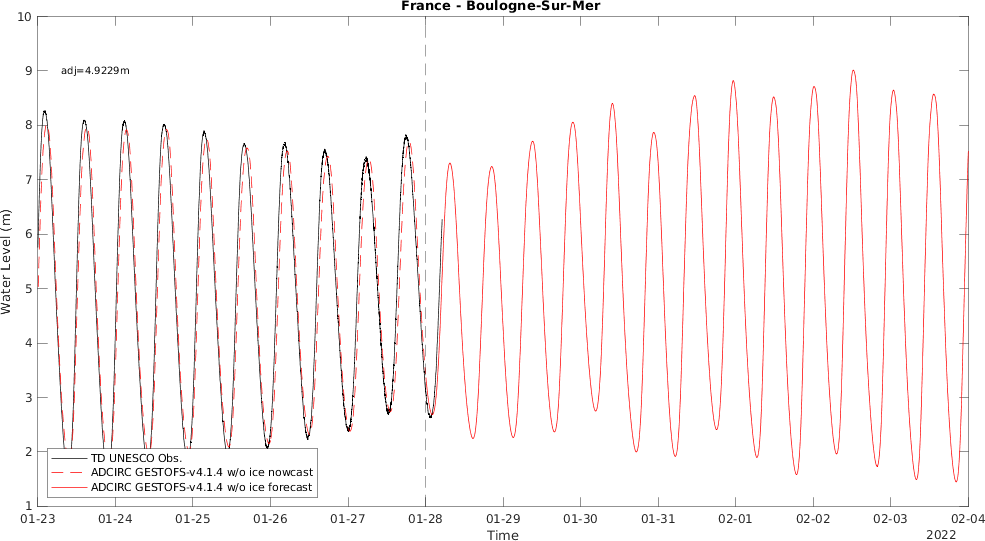 France - Boulogne-Sur-Mer
10
9
8
7
6
5
4
3
2
1
Water Level (m)
adj=4.9229m
TD UNESCO Obs.
ADCIRC GESTOFS-v4.1.4 w/o ice nowcast
ADCIRC GESTOFS-v4.1.4 w/o ice forecast
01-23 01-24 01-25 01-26 01-27 01-28 01-29 01-30 01-31 02-01 02-02 02-03 02-04
Time
2022